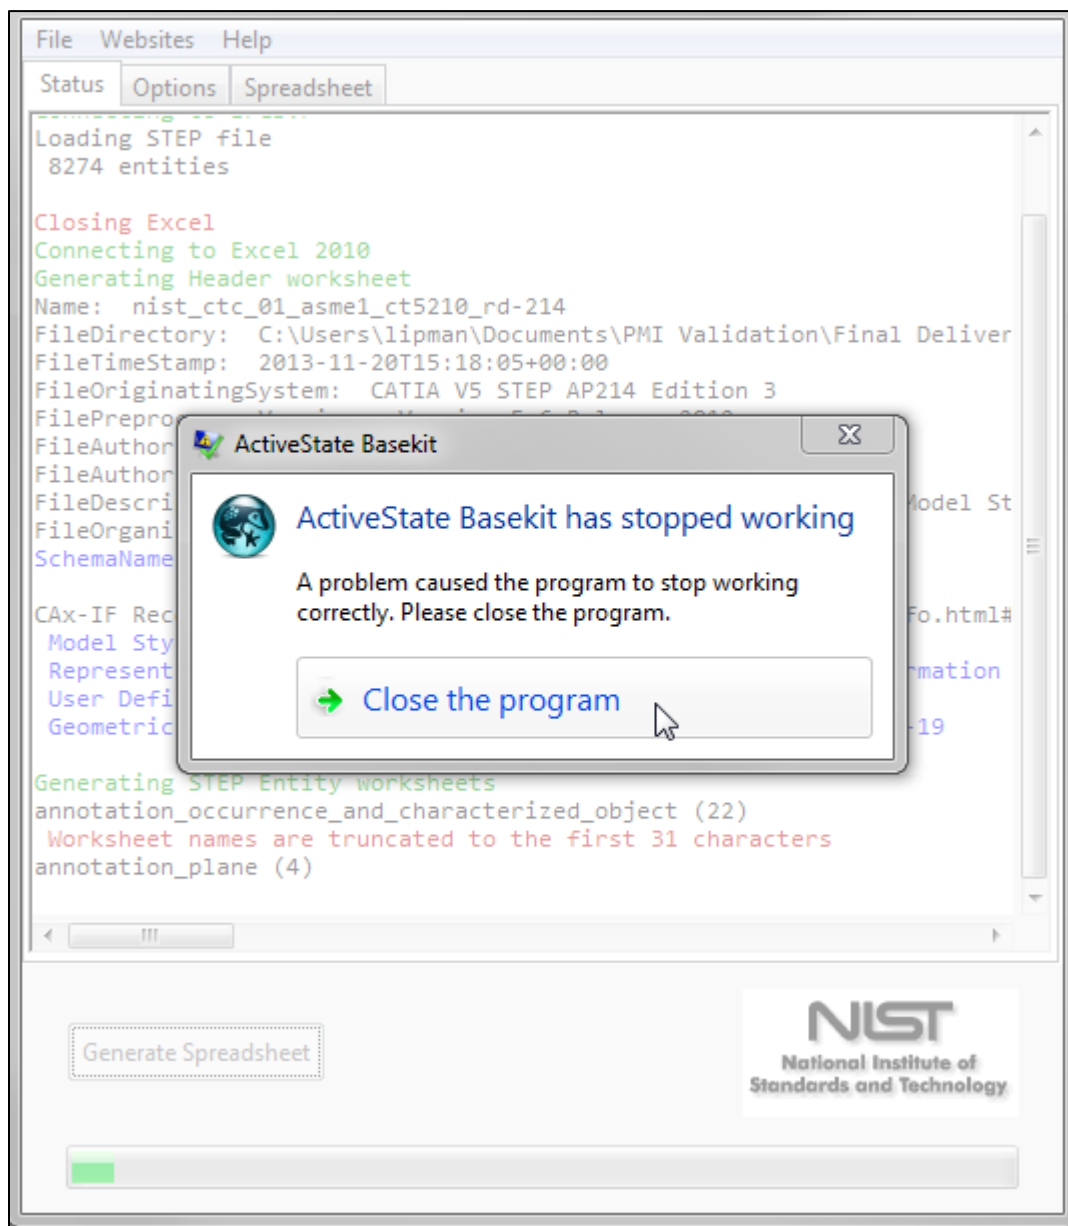 File Websites Help
Status Options Spreadsheet
Loading STEP file
8274 entities
Closing Excel
Connecting to Excel 2010
Generating Header worksheet
Name: nist_ctc_01_asme1_ct5210_rd-214
FileDirectory: C:\Users\lipman\Documents\PMI Validation\Final Deliver
FileTimeStamp: 2013-11-20T15:18:05+00:00
FileOriginatingSystem: CATIA V5 STEP AP214 Edition 3
FilePrepro
FileAuthor
FileAuthor
FileDescri Model St
FileOrgani
SchemaName
CAx-IF Rec fo.html#
Model Sty
Represent rmation
User Defi
Geometric -19
ActiveState Basekit
ActiveState Basekit has stopped working
A problem caused the program to stop working
correctly. Please close the program.
Close the program
Generating STEP Entity worksheets
annotation_occurrence_and_characterized_object (22)
Worksheet names are truncated to the first 31 characters
annotation_plane (4)
Generate Spreadsheet
NIST
National Institute of
Standards and Technology